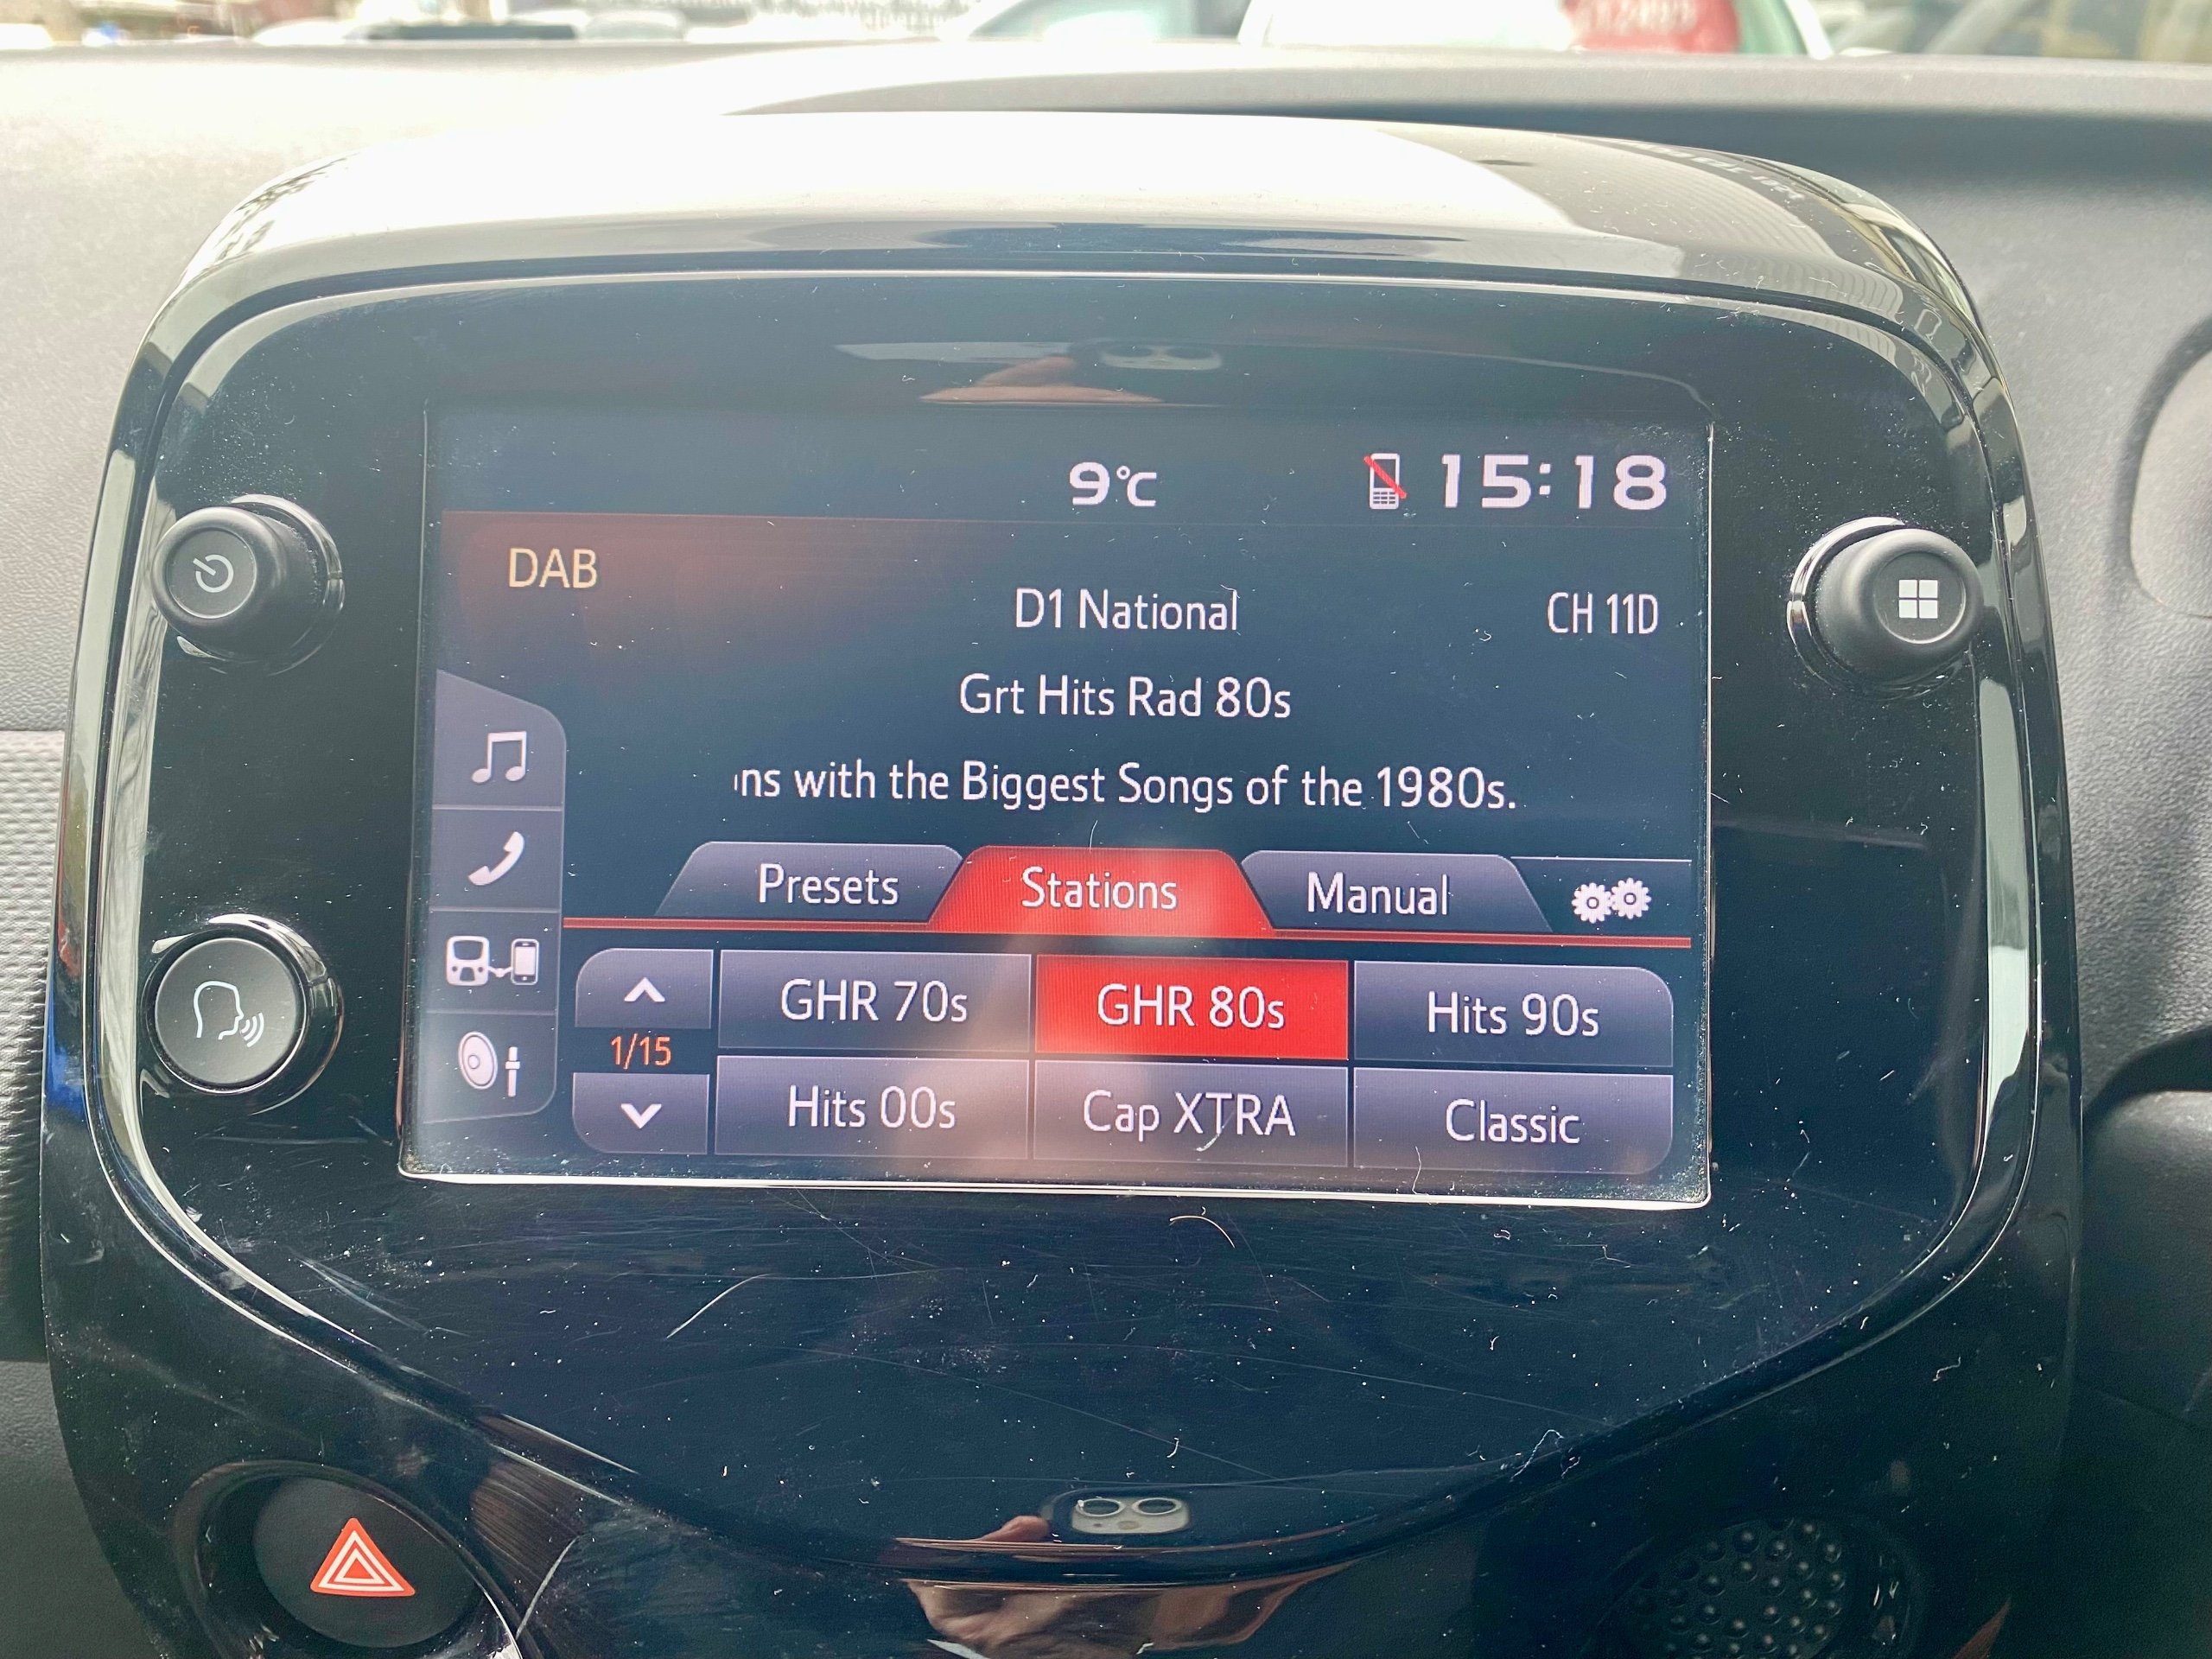 9°C 15:18
DAB
D1 National CH 11D
Grt Hits Rad 80s
ns with the Biggest Songs of the 1980s.
Presets Stations Manual
GHR 70s GHR 80s Hits 90s
1/15
Hits 00s Cap XTRA Classic